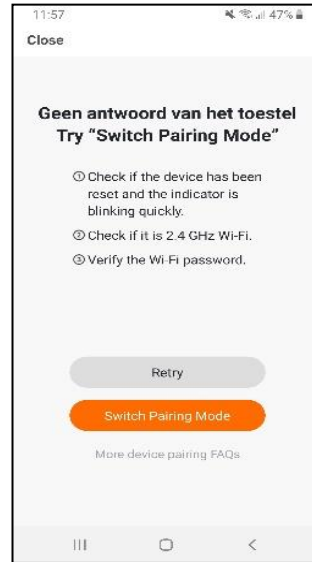 11:57 47%
Close
Geen antwoord van het toestel
Try “Switch Pairing Mode”
① Check if the device has been
reset and the indicator is
blinking quickly.
② Check if it is 2.4 GHz Wi-Fi.
③ Verify the Wi-Fi password.
Retry
Switch Pairing Mode
More device pairing FAQs